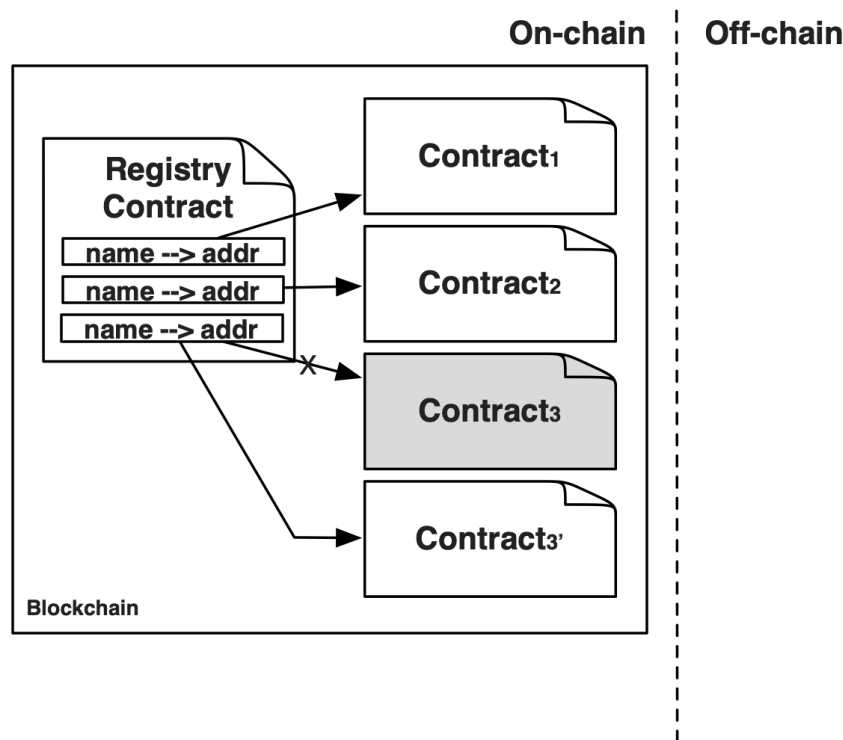 On-chain
Off-chain
Registry
Contract
name --> addr
name --> addr
name --> addr
Contract1
Contract2
X
Contract3
Contract3’
Blockchain